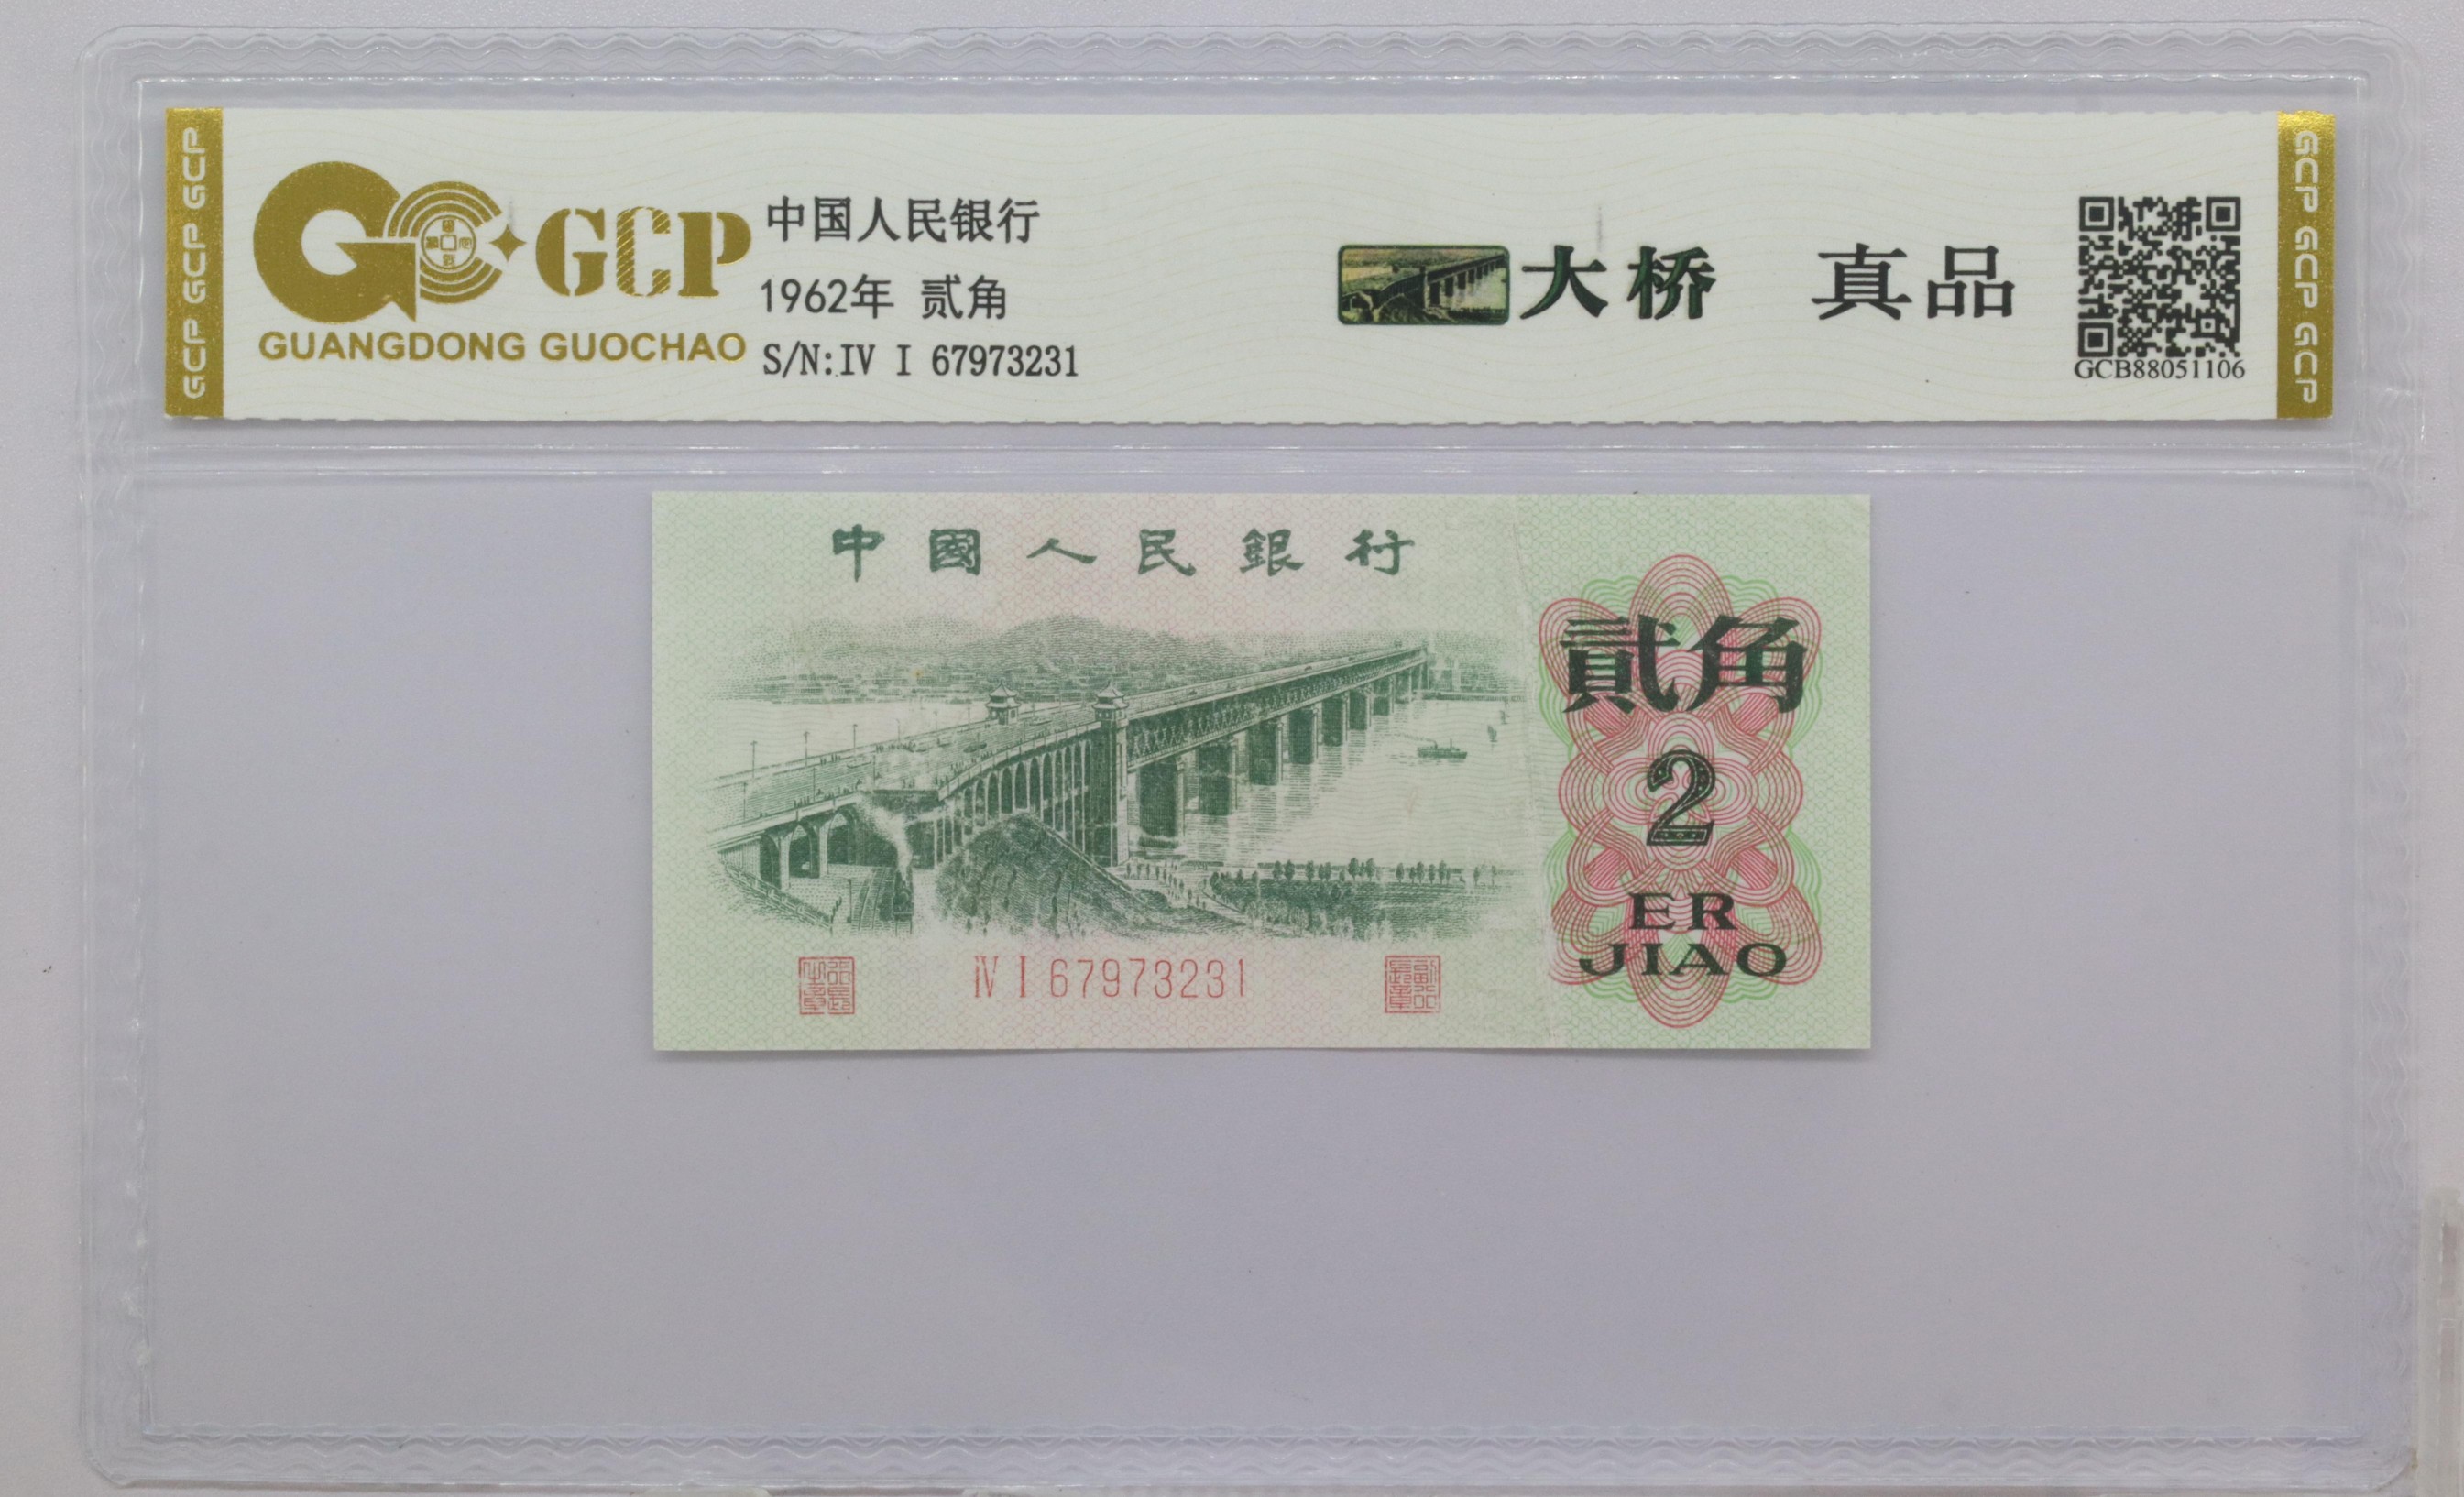 GCP GCP GCP
GCP
GUANGDONG GUOCHAO
中国人民银行
1962年 贰角
S/N:IV I 67973231
大桥 真品
GCB88051106
GCP GCP GCP
中國人民銀行
貳角
2
ER
JIAO
IV I 67973231